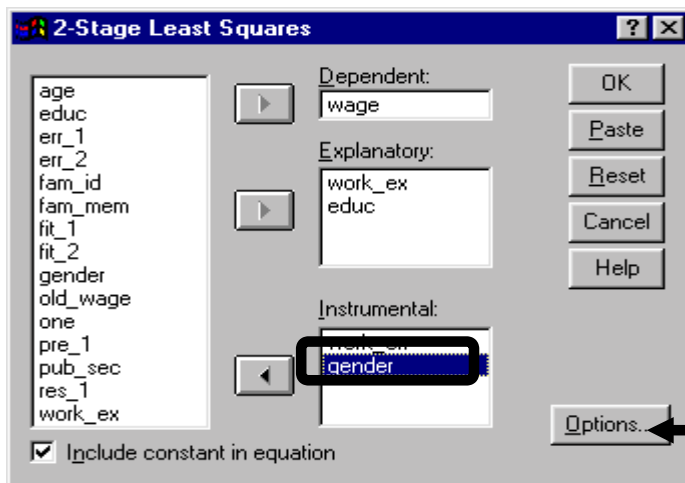 2-Stage Least Squares
age
educ
err_1
err_2
fam_id
fam_mem
fit_1
fit_2
gender
old_wage
one
pre_1
pub_sec
res_1
work_ex
Dependent:
wage
Explanatory:
work_ex
educ
Instrumental:
gender
OK
Paste
Reset
Cancel
Help
Options..
Include constant in equation